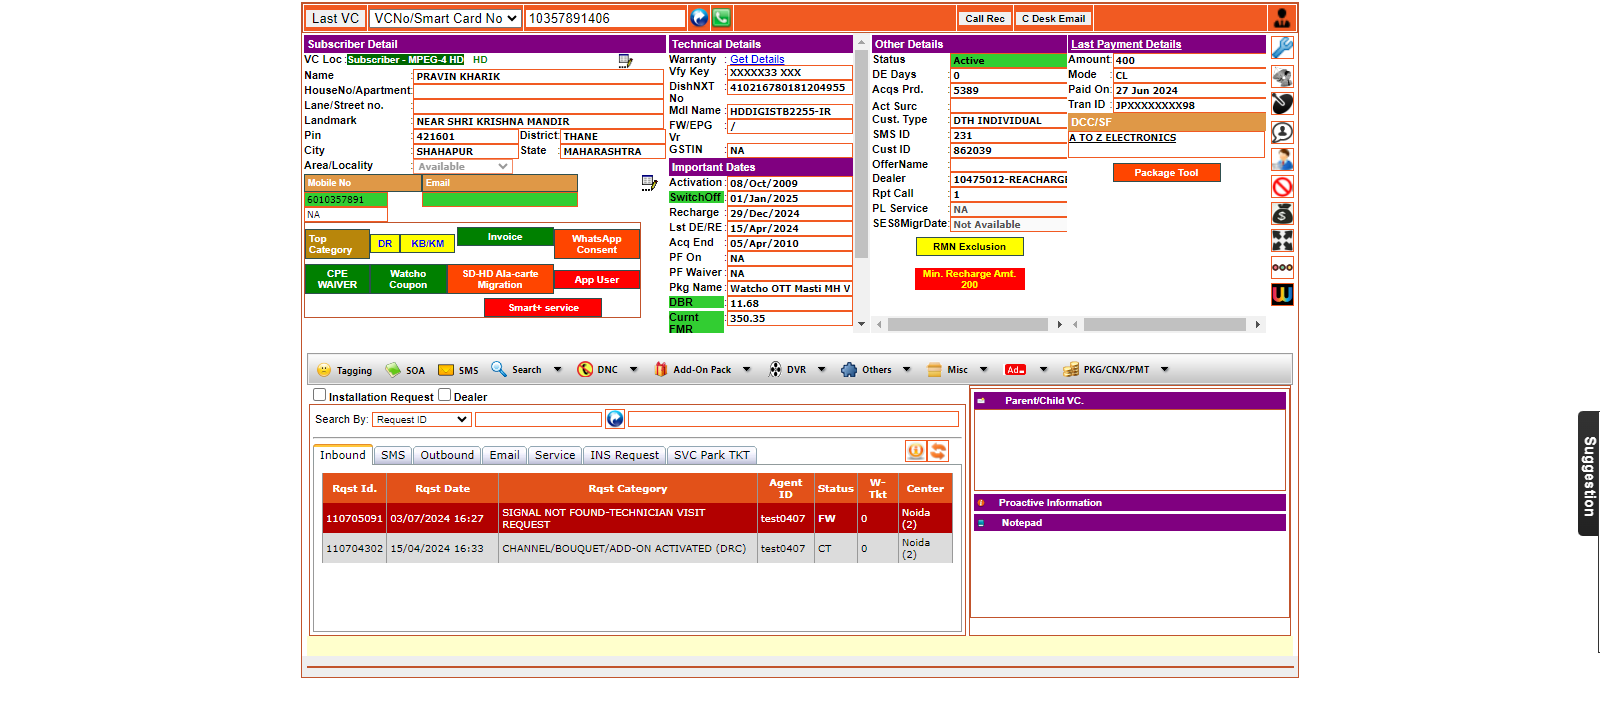 Last VC VCNo/Smart Card No 10357891406 Call Rec C Desk Email
Subscriber Detail
VC Loc : Subscriber - MPEG-4 HD HD
Name : PRAVIN KHARIK
HouseNo/Apartment:
Lane/Street no. :
Landmark : NEAR SHRI KRISHNA MANDIR
Pin : 421601 District: THANE
City : SHAHAPUR State : MAHARASHTRA
Area/Locality : Available
Mobile No Email
6010357891
NA
Top Category DR KB/KM Invoice WhatsApp Consent
CPE WAIVER Watcho Coupon SD-HD Ala-carte Migration App User
Smart+ service
Technical Details
Warranty : Get Details
Vfy Key : XXXXX33 XXX
DishNXT No : 410216780181204955
Mdl Name : HDDIGISTB2255-IR
FW/EPG Vr : /
GSTIN : NA
Important Dates
Activation : 08/Oct/2009
SwitchOff : 01/Jan/2025
Recharge : 29/Dec/2024
Lst DE/RE : 15/Apr/2024
Acq End : 05/Apr/2010
PF On : NA
PF Waiver : NA
Pkg Name : Watcho OTT Masti MH V
DBR : 11.68
Curnt FMR : 350.35
Other Details
Status : Active
DE Days : 0
Acqs Prd. : 5389
Act Surc :
Cust. Type : DTH INDIVIDUAL
SMS ID : 231
Cust ID : 862039
OfferName :
Dealer : 10475012-REACHARGE
Rpt Call : 1
PL Service : NA
SES8MigrDate: Not Available
RMN Exclusion
Min. Recharge Amt. 200
Last Payment Details
Amount: 400
Mode : CL
Paid On: 27 Jun 2024
Tran ID : JPXXXXXXXX98
DCC/SF
A TO Z ELECTRONICS
Package Tool
Tagging SOA SMS Search DNC Add-On Pack DVR Others Misc Ad PKG/CNX/PMT
Installation Request Dealer
Search By: Request ID
Inbound SMS Outbound Email Service INS Request SVC Park TKT
Rqst Id. Rqst Date Rqst Category Agent ID Status W-Tkt Center
110705091 03/07/2024 16:27 SIGNAL NOT FOUND-TECHNICIAN VISIT REQUEST test0407 FW 0 Noida (2)
110704302 15/04/2024 16:33 CHANNEL/BOUQUET/ADD-ON ACTIVATED (DRC) test0407 CT 0 Noida (2)
Parent/Child VC.
Proactive Information
Notepad
Suggestion